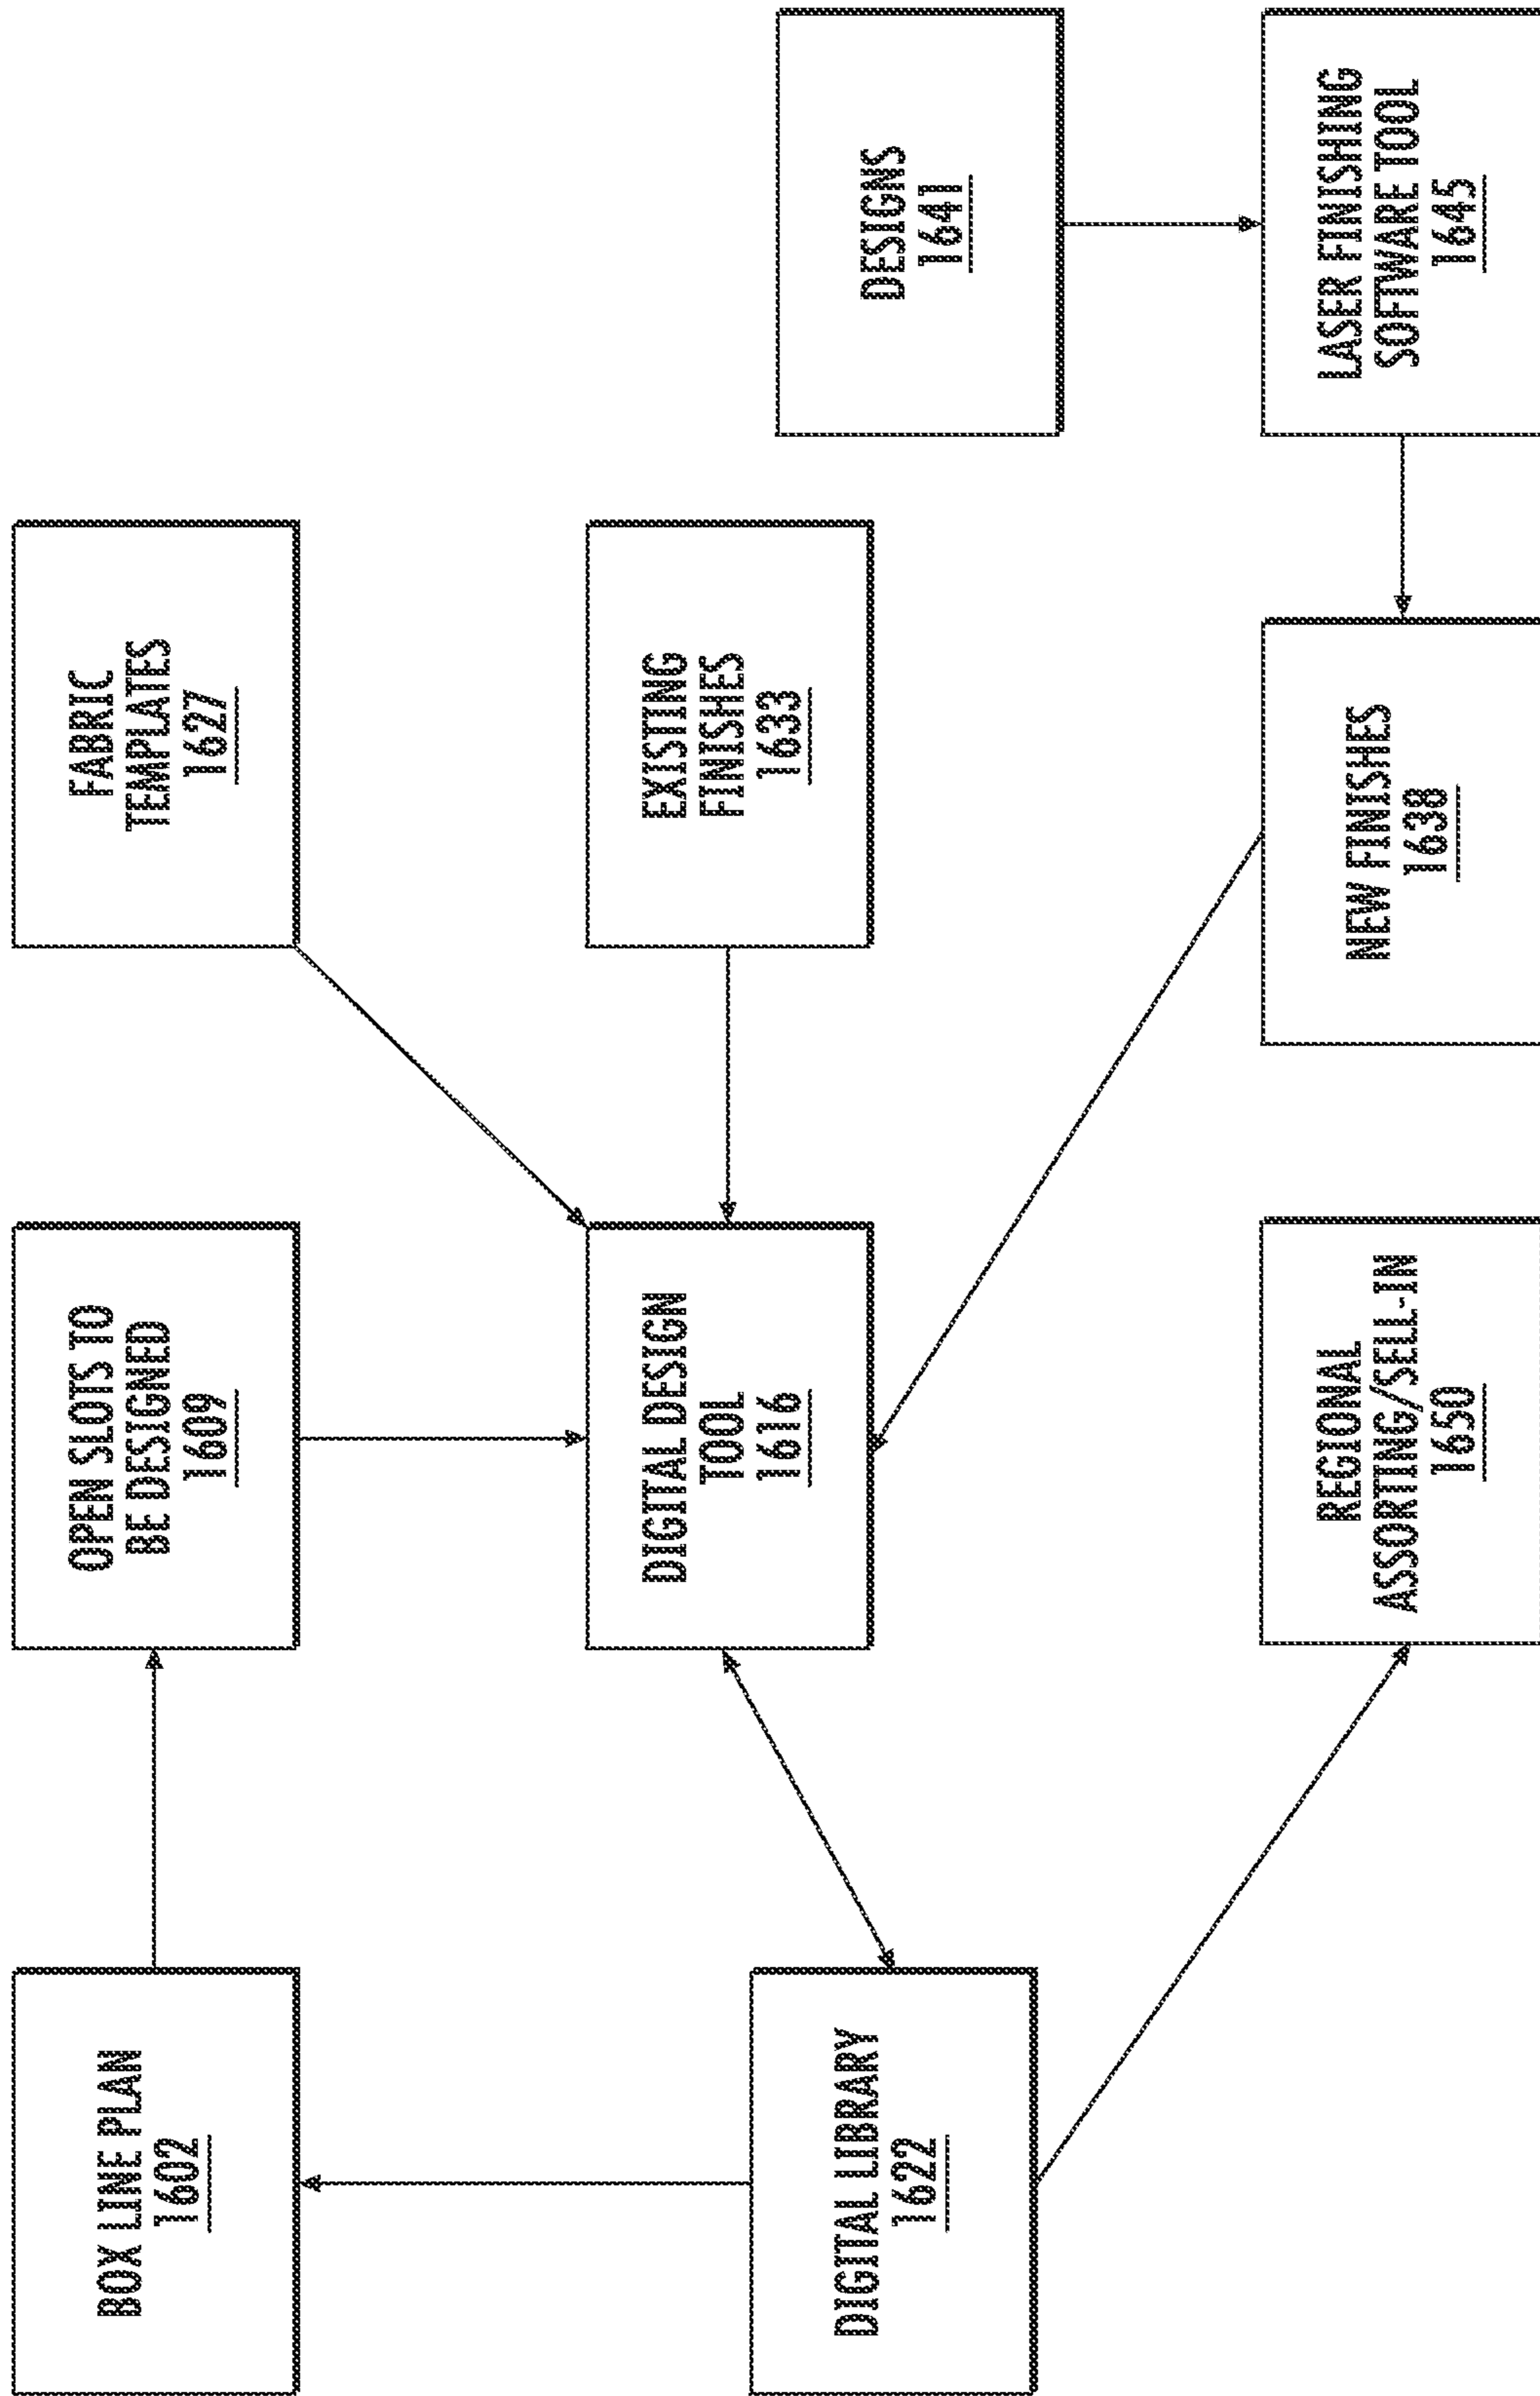 BOX LINE PLAN
1602
OPEN SLOTS TO
BE DESIGNED
1609
FABRIC
TEMPLATES
1627
DIGITAL LIBRARY
1622
DIGITAL DESIGN
TOOL
1616
EXISTING
FINISHES
1633
DESIGNS
1641
REGIONAL
ASSORTING/SELL-IN
1650
NEW FINISHES
1638
LASER FINISHING
SOFTWARE TOOL
1645